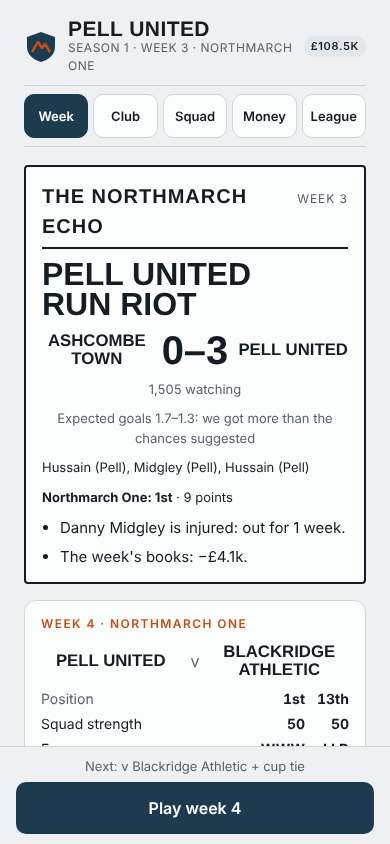 PELL UNITED
SEASON 1 · WEEK 3 · NORTHMARCH
ONE
£108.5K
Week
Club
Squad
Money
League
THE NORTHMARCH
ECHO
WEEK 3
PELL UNITED
RUN RIOT
ASHCOMBE
TOWN
0–3
PELL UNITED
1,505 watching
Expected goals 1.7–1.3: we got more than the
chances suggested
Hussain (Pell), Midgley (Pell), Hussain (Pell)
Northmarch One: 1st · 9 points
• Danny Midgley is injured: out for 1 week.
• The week's books: −£4.1k.
WEEK 4 · NORTHMARCH ONE
PELL UNITED
v
BLACKRIDGE
ATHLETIC
Position 1st 13th
Squad strength 50 50
Next: v Blackridge Athletic + cup tie
Play week 4